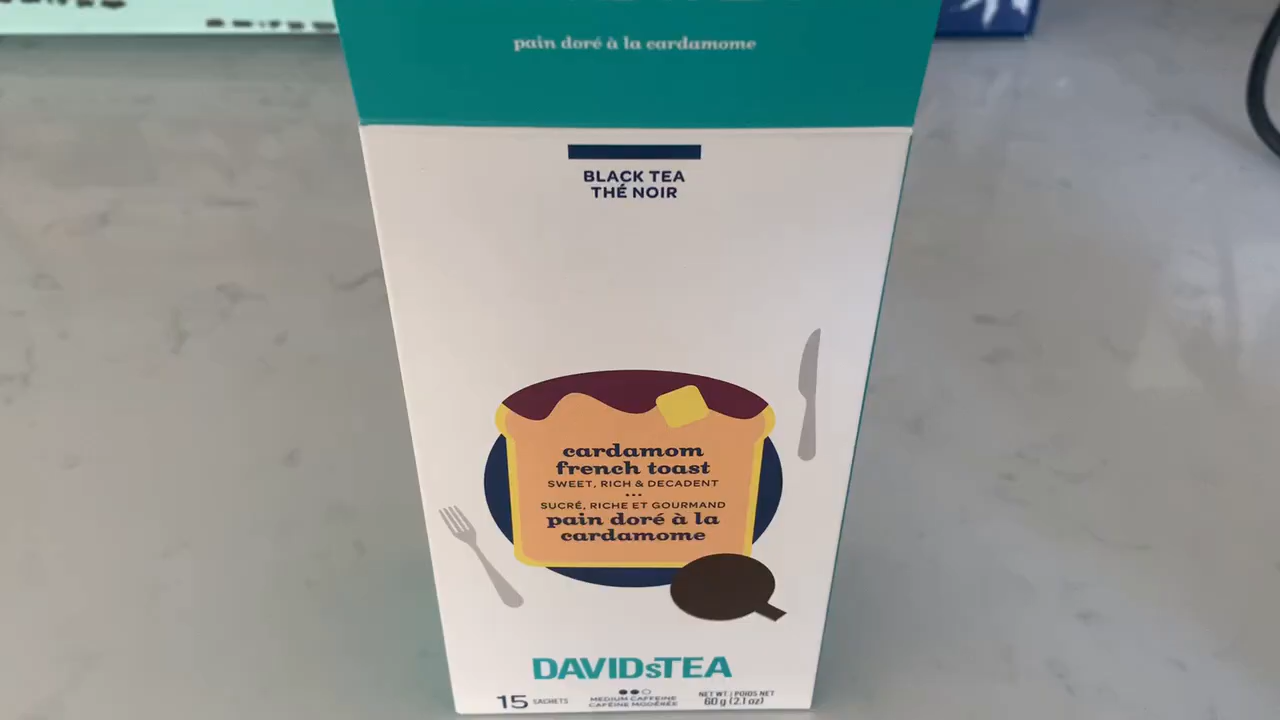 pain doré à la cardamome
BLACK TEA
THÉ NOIR
cardamom
french toast
SWEET, RICH & DECADENT
SUCRÉ, RICHE ET GOURMAND
pain doré à la
cardamome
DAVIDsTEA
15 SACHETS
MEDIUM CAFFEINE
CAFÉINE MODÉRÉE
NET WT | POIDS NET
60 g (2.1 oz)